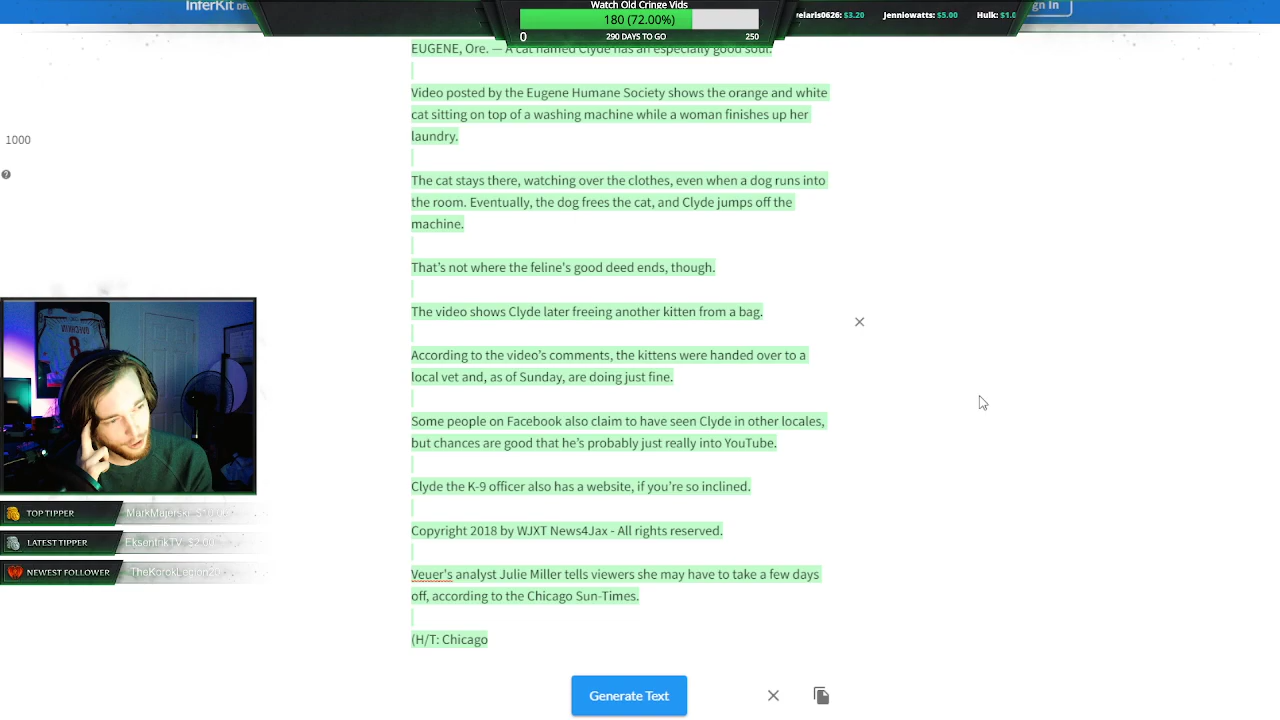 InferKit DE
Watch Old Cringe Vids
180 (72.00%)
0 290 DAYS TO GO 250
velaris0626: $3.20 Jenniowatts: $5.00 Hulk: $1.0
gn In
EUGENE, Ore. — A cat named Clyde has an especially good soul.
Video posted by the Eugene Humane Society shows the orange and white
cat sitting on top of a washing machine while a woman finishes up her
laundry.
1000
The cat stays there, watching over the clothes, even when a dog runs into
the room. Eventually, the dog frees the cat, and Clyde jumps off the
machine.
That’s not where the feline's good deed ends, though.
The video shows Clyde later freeing another kitten from a bag.
According to the video’s comments, the kittens were handed over to a
local vet and, as of Sunday, are doing just fine.
Some people on Facebook also claim to have seen Clyde in other locales,
but chances are good that he’s probably just really into YouTube.
Clyde the K-9 officer also has a website, if you’re so inclined.
Copyright 2018 by WJXT News4Jax - All rights reserved.
Veuer's analyst Julie Miller tells viewers she may have to take a few days
off, according to the Chicago Sun-Times.
(H/T: Chicago
Generate Text
8
TOP TIPPER
LATEST TIPPER EksentrikTV
NEWEST FOLLOWER